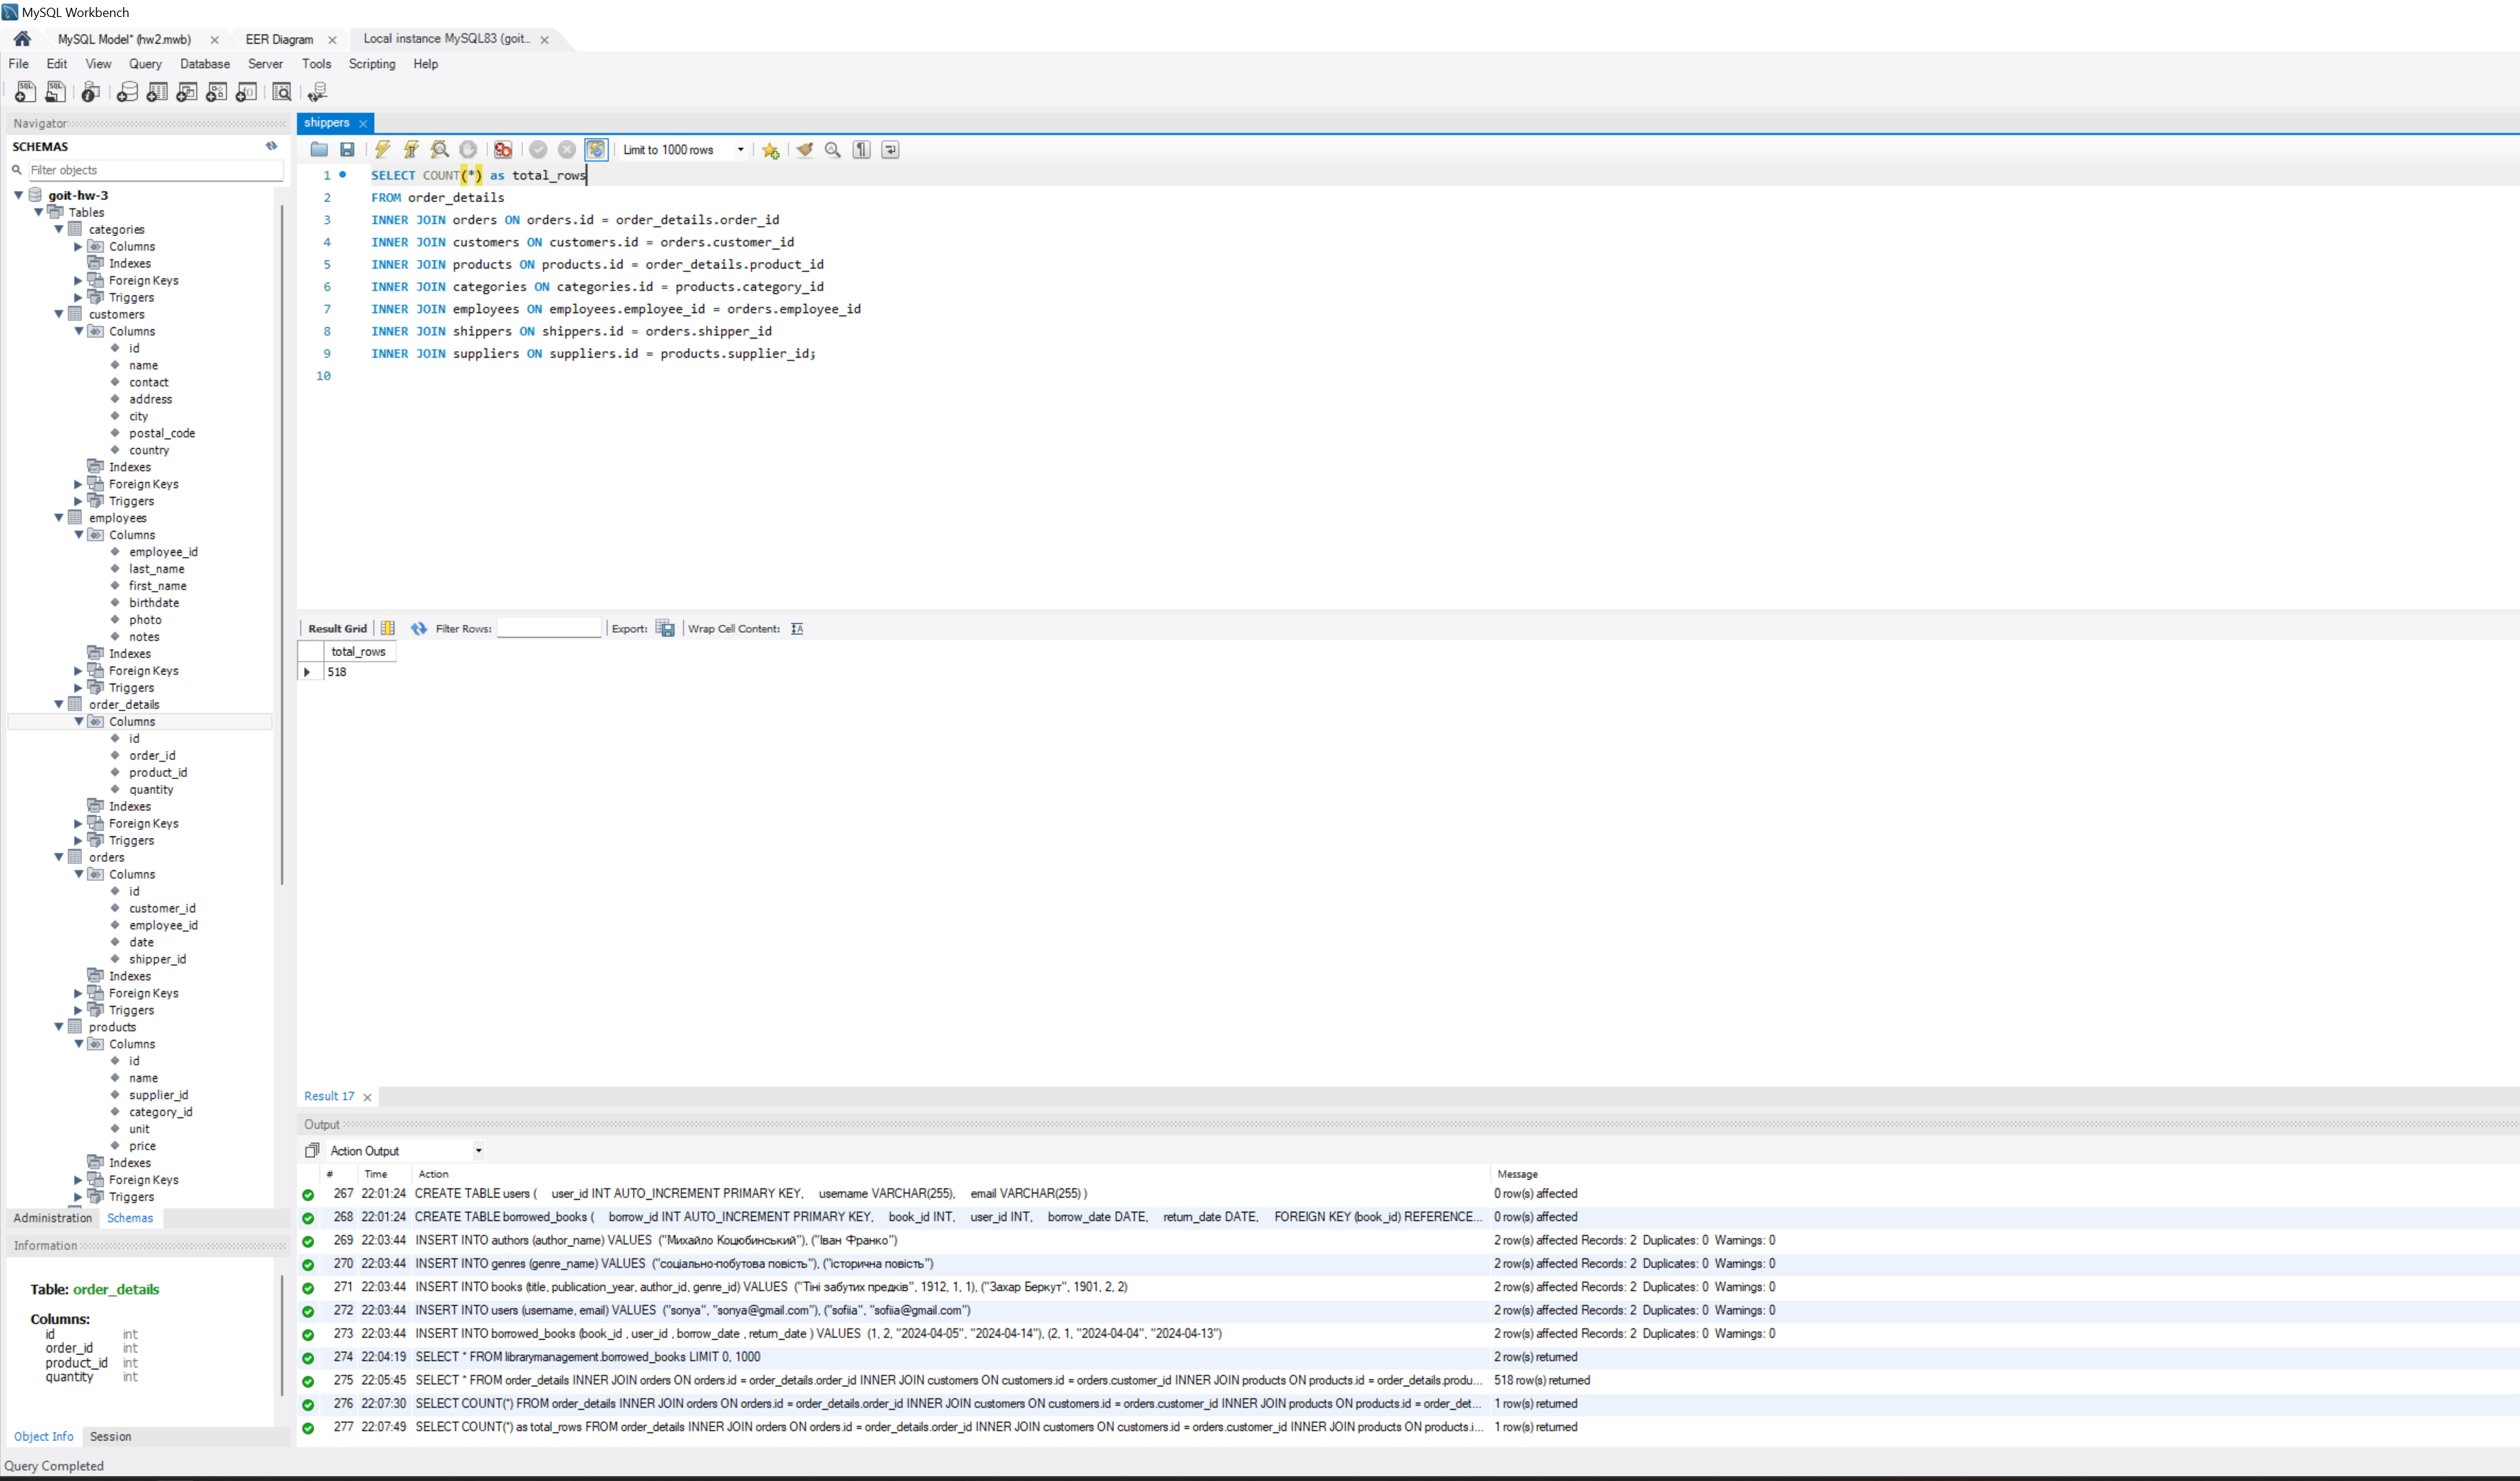 MySQL Workbench
MySQL Model* (hw2.mwb)
EER Diagram
Local instance MySQL83 (goit...
File Edit View Query Database Server Tools Scripting Help
Navigator
SCHEMAS
Filter objects
goit-hw-3
Tables
categories
Columns
Indexes
Foreign Keys
Triggers
customers
Columns
id
name
contact
address
city
postal_code
country
Indexes
Foreign Keys
Triggers
employees
Columns
employee_id
last_name
first_name
birthdate
photo
notes
Indexes
Foreign Keys
Triggers
order_details
Columns
id
order_id
product_id
quantity
Indexes
Foreign Keys
Triggers
orders
Columns
id
customer_id
employee_id
date
shipper_id
Indexes
Foreign Keys
Triggers
products
Columns
id
name
supplier_id
category_id
unit
price
Indexes
Foreign Keys
Triggers
Administration Schemas
Information
Table: order_details
Columns:
id int
order_id int
product_id int
quantity int
Object Info Session
Query Completed
shippers
Limit to 1000 rows
1 SELECT COUNT(*) as total_rows
2 FROM order_details
3 INNER JOIN orders ON orders.id = order_details.order_id
4 INNER JOIN customers ON customers.id = orders.customer_id
5 INNER JOIN products ON products.id = order_details.product_id
6 INNER JOIN categories ON categories.id = products.category_id
7 INNER JOIN employees ON employees.employee_id = orders.employee_id
8 INNER JOIN shippers ON shippers.id = orders.shipper_id
9 INNER JOIN suppliers ON suppliers.id = products.supplier_id;
10
Result Grid Filter Rows: Export: Wrap Cell Content:
total_rows
518
Result 17
Output
Action Output
# Time Action Message
267 22:01:24 CREATE TABLE users ( user_id INT AUTO_INCREMENT PRIMARY KEY, username VARCHAR(255), email VARCHAR(255) ) 0 row(s) affected
268 22:01:24 CREATE TABLE borrowed_books ( borrow_id INT AUTO_INCREMENT PRIMARY KEY, book_id INT, user_id INT, borrow_date DATE, return_date DATE, FOREIGN KEY (book_id) REFERENCE... 0 row(s) affected
269 22:03:44 INSERT INTO authors (author_name) VALUES ("Михайло Коцюбинський"), ("Іван Франко") 2 row(s) affected Records: 2 Duplicates: 0 Warnings: 0
270 22:03:44 INSERT INTO genres (genre_name) VALUES ("соціально-побутова повість"), ("історична повість") 2 row(s) affected Records: 2 Duplicates: 0 Warnings: 0
271 22:03:44 INSERT INTO books (title, publication_year, author_id, genre_id) VALUES ("Тіні забутих предків", 1912, 1, 1), ("Захар Беркут", 1901, 2, 2) 2 row(s) affected Records: 2 Duplicates: 0 Warnings: 0
272 22:03:44 INSERT INTO users (username, email) VALUES ("sonya", "sonya@gmail.com"), ("sofiia", "sofiia@gmail.com") 2 row(s) affected Records: 2 Duplicates: 0 Warnings: 0
273 22:03:44 INSERT INTO borrowed_books (book_id , user_id , borrow_date , return_date ) VALUES (1, 2, "2024-04-05", "2024-04-14"), (2, 1, "2024-04-04", "2024-04-13") 2 row(s) affected Records: 2 Duplicates: 0 Warnings: 0
274 22:04:19 SELECT * FROM librarymanagement.borrowed_books LIMIT 0, 1000 2 row(s) returned
275 22:05:45 SELECT * FROM order_details INNER JOIN orders ON orders.id = order_details.order_id INNER JOIN customers ON customers.id = orders.customer_id INNER JOIN products ON products.id = order_details.produ... 518 row(s) returned
276 22:07:30 SELECT COUNT(*) FROM order_details INNER JOIN orders ON orders.id = order_details.order_id INNER JOIN customers ON customers.id = orders.customer_id INNER JOIN products ON products.id = order_det... 1 row(s) returned
277 22:07:49 SELECT COUNT(*) as total_rows FROM order_details INNER JOIN orders ON orders.id = order_details.order_id INNER JOIN customers ON customers.id = orders.customer_id INNER JOIN products ON products.i... 1 row(s) returned